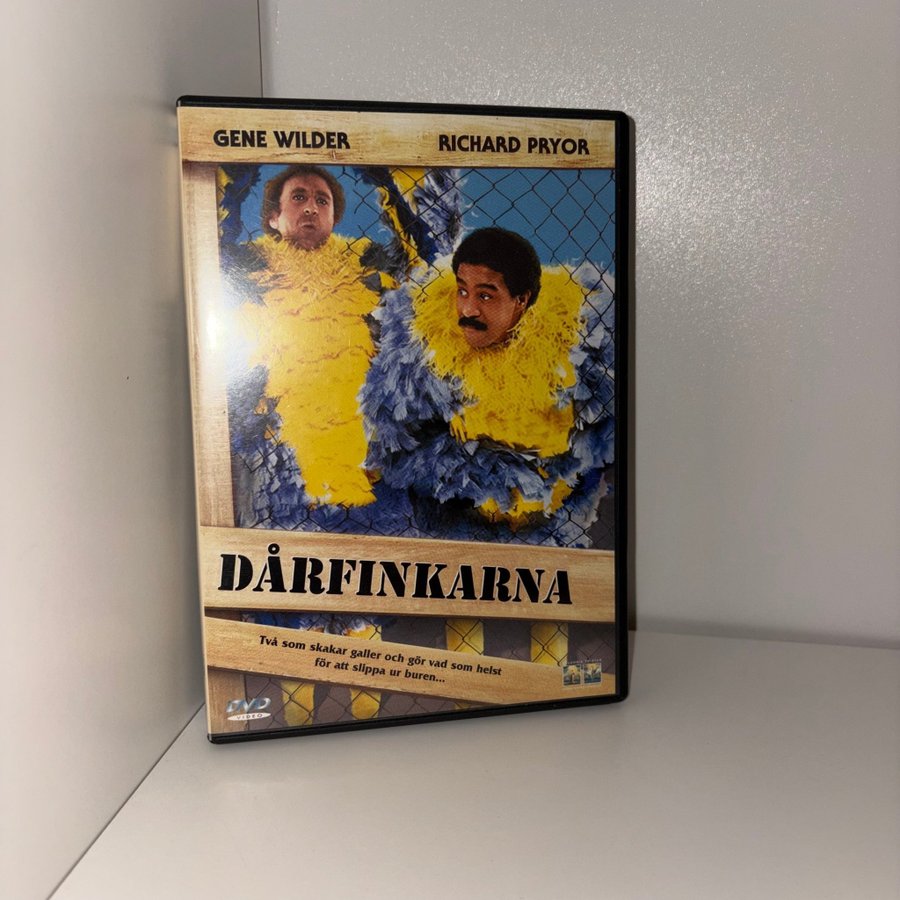 GENE WILDER RICHARD PRYOR
DÅRFINKARNA
Två som skakar galler och gör vad som helst
för att slippa ur buren...
DVD
VIDEO